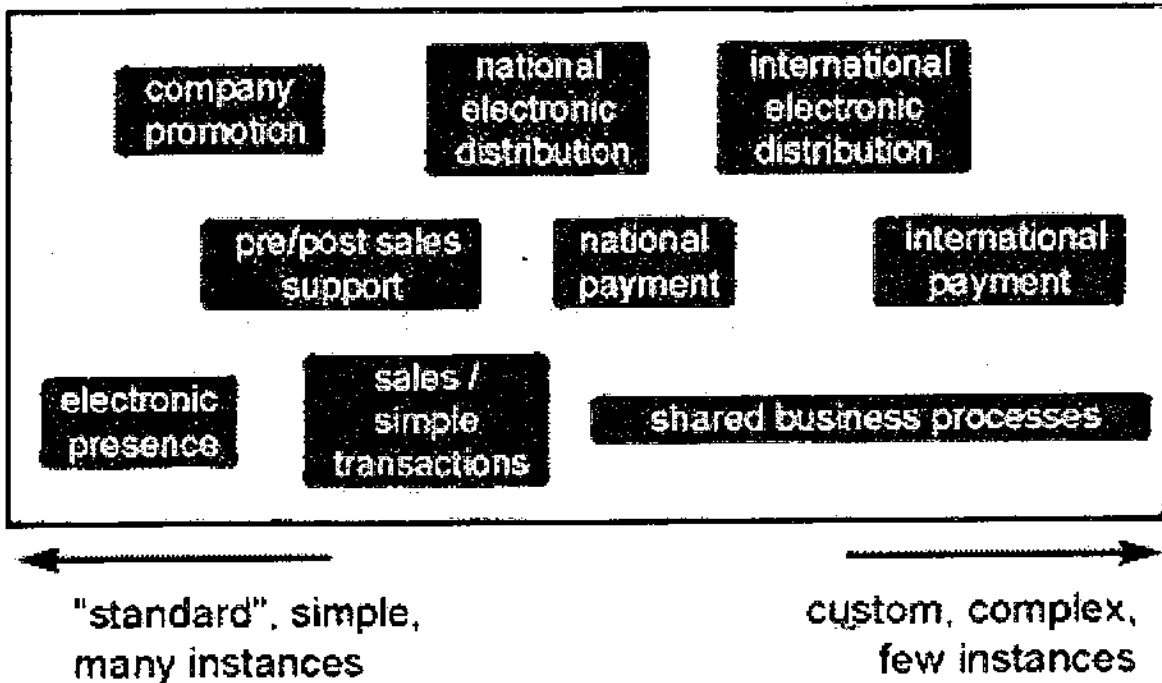 company
promotion
national
electronic
distribution
international
electronic
distribution
pre/post sales
support
national
payment
international
payment
electronic
presence
sales /
simple
transactions
shared business processes
"standard", simple,
many instances
custom, complex,
few instances